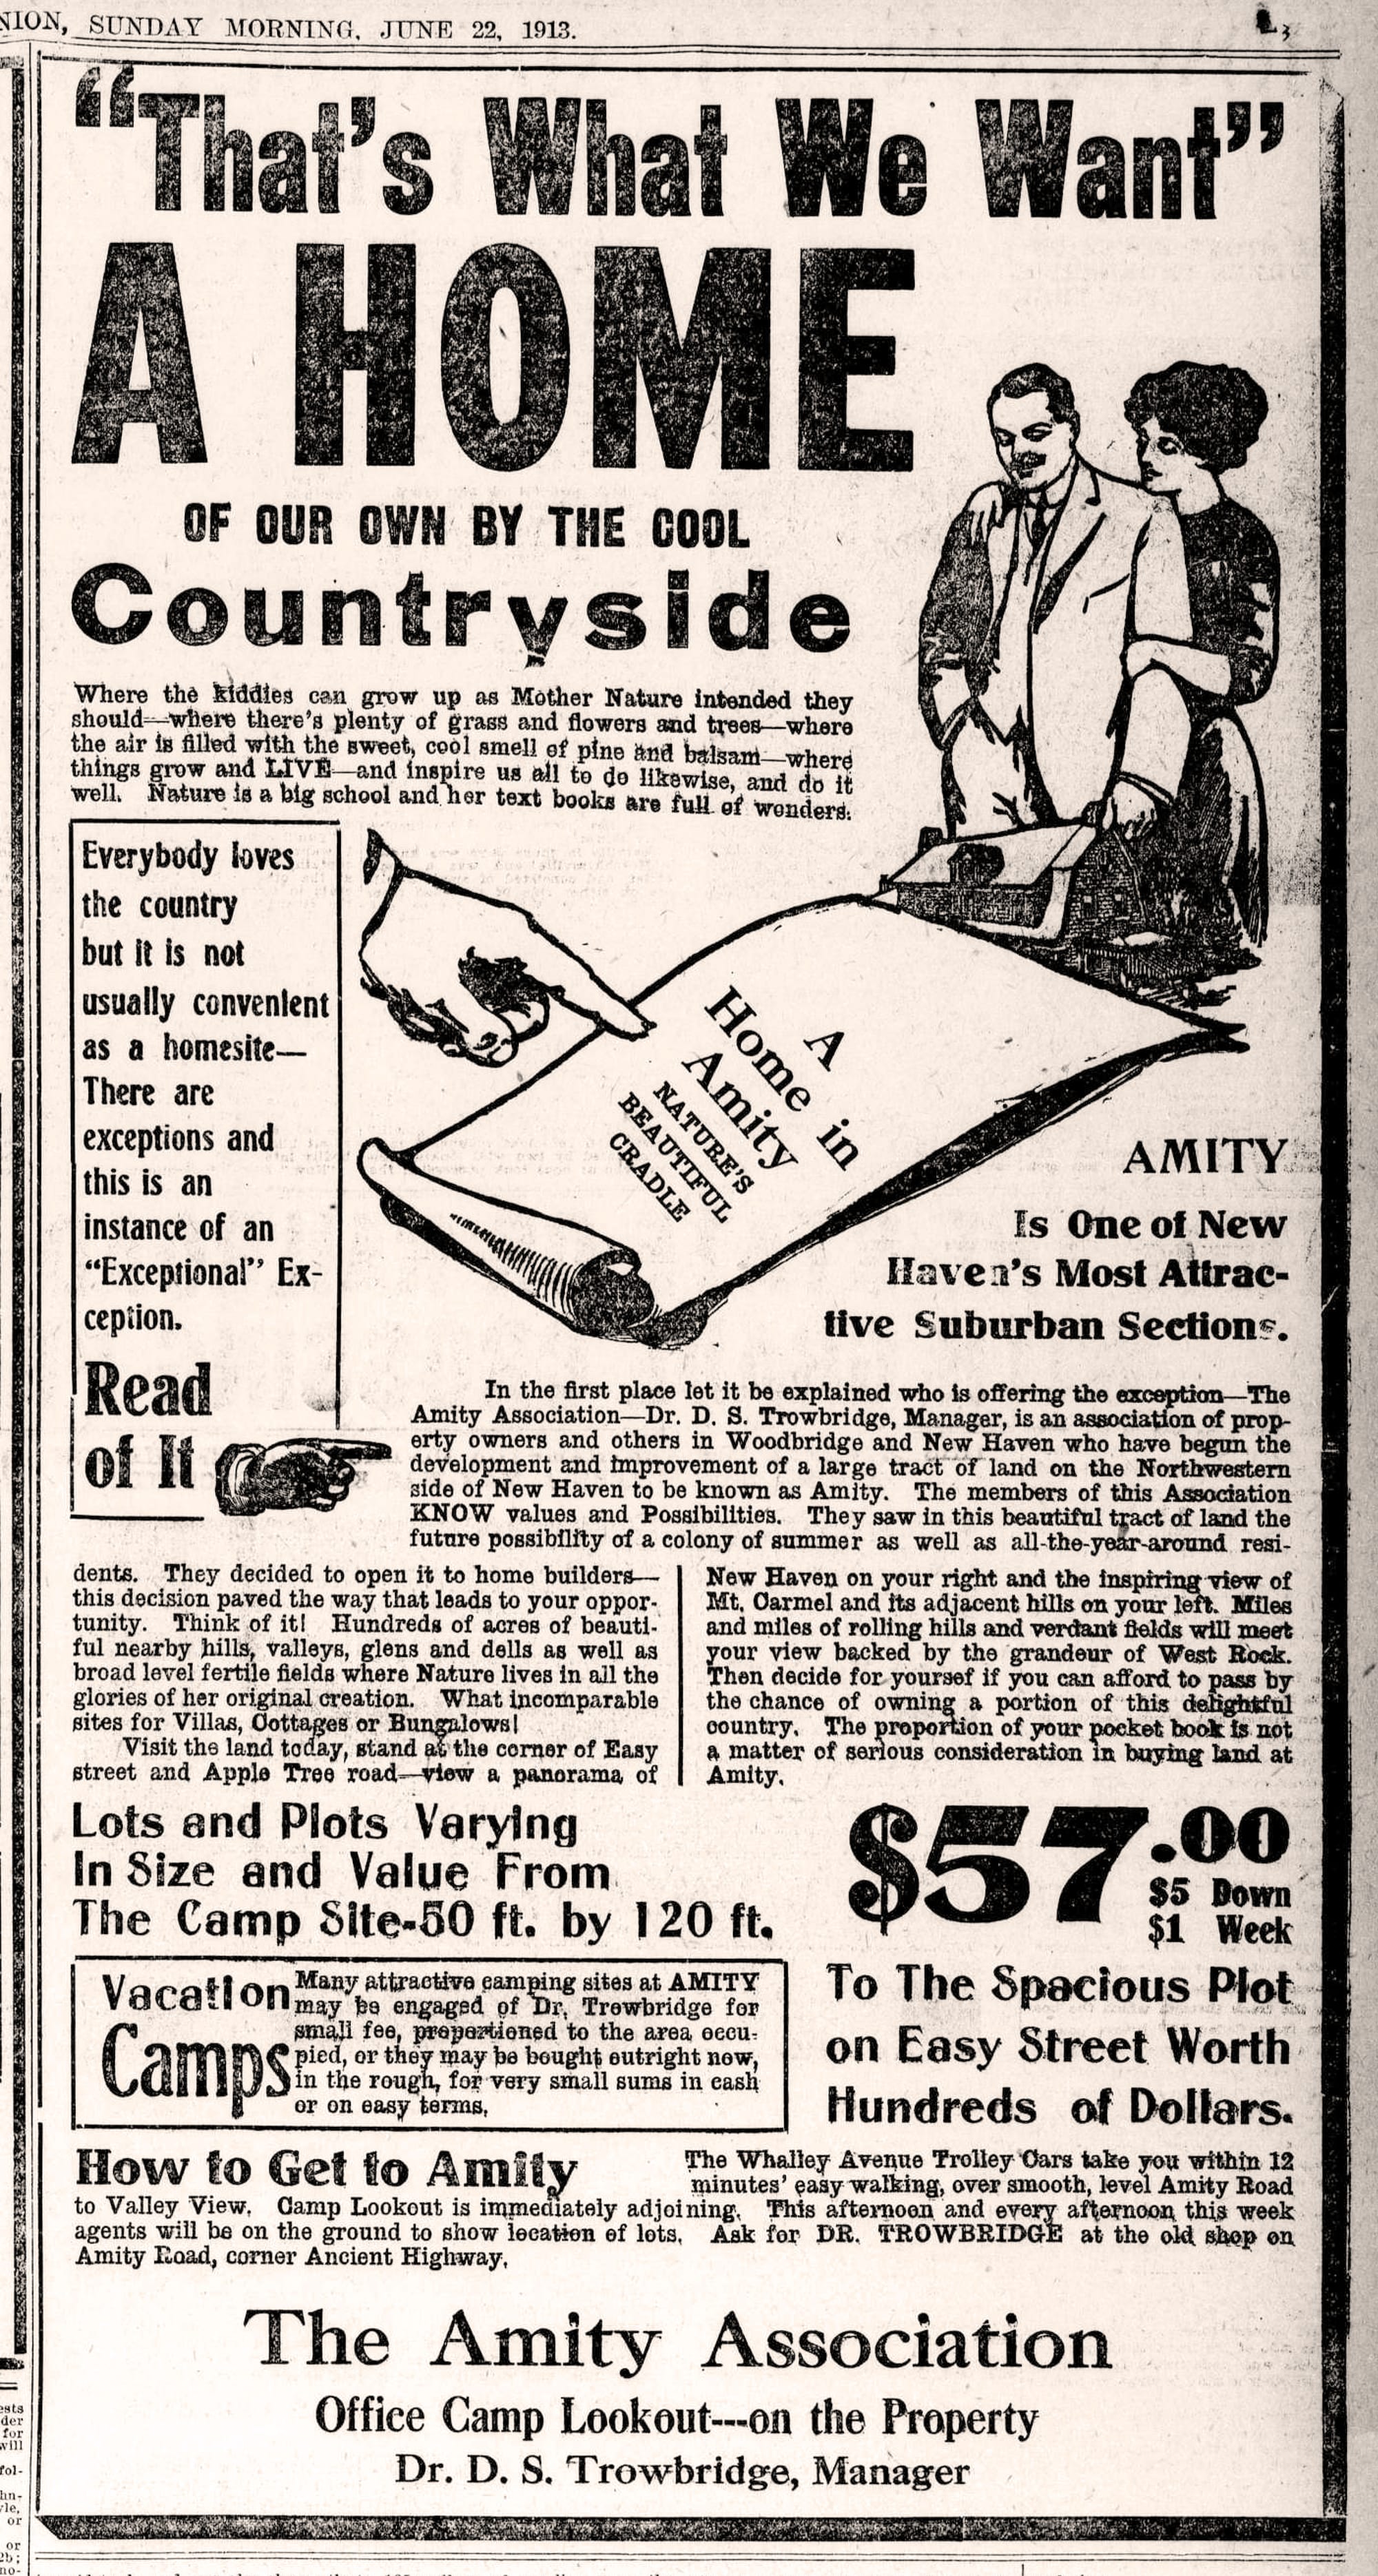 NION, SUNDAY MORNING, JUNE 22, 1913.
3
“That’s What We Want”
A HOME
OF OUR OWN BY THE COOL
Countryside
Where the kiddies can grow up as Mother Nature intended they
should—where there’s plenty of grass and flowers and trees—where
the air is filled with the sweet, cool smell of pine and balsam—where
things grow and LIVE—and inspire us all to do likewise, and do it
well. Nature is a big school and her text books are full of wonders.
Everybody loves
the country
but it is not
usually convenient
as a homesite—
There are
exceptions and
this is an
instance of an
“Exceptional” Ex-
ception.
Read
of It
A
Home in
Amity
NATURE’S
BEAUTIFUL
CRADLE
AMITY
Is One of New
Haven’s Most Attrac-
tive Suburban Sections.
In the first place let it be explained who is offering the exception—The
Amity Association—Dr. D. S. Trowbridge, Manager, is an association of prop-
erty owners and others in Woodbridge and New Haven who have begun the
development and improvement of a large tract of land on the Northwestern
side of New Haven to be known as Amity. The members of this Association
KNOW values and Possibilities. They saw in this beautiful tract of land the
future possibility of a colony of summer as well as all-the-year-around resi-
dents. They decided to open it to home builders—
this decision paved the way that leads to your oppor-
tunity. Think of it! Hundreds of acres of beauti-
ful nearby hills, valleys, glens and dells as well as
broad level fertile fields where Nature lives in all the
glories of her original creation. What incomparable
sites for Villas, Cottages or Bungalows!
Visit the land today, stand at the corner of Easy
street and Apple Tree road—view a panorama of
New Haven on your right and the inspiring view of
Mt. Carmel and its adjacent hills on your left. Miles
and miles of rolling hills and verdant fields will meet
your view backed by the grandeur of West Rock.
Then decide for yoursef if you can afford to pass by
the chance of owning a portion of this delightful
country. The proportion of your pocket book is not
a matter of serious consideration in buying land at
Amity.
Lots and Plots Varying
In Size and Value From
The Camp Site-50 ft. by 120 ft.
$57.00
$5 Down
$1 Week
To The Spacious Plot
on Easy Street Worth
Hundreds of Dollars.
Vacation
Camps
Many attractive camping sites at AMITY
may be engaged of Dr. Trowbridge for
small fee, proportioned to the area occu-
pied, or they may be bought outright now,
in the rough, for very small sums in cash
or on easy terms.
How to Get to Amity
The Whalley Avenue Trolley Cars take you within 12
minutes’ easy walking, over smooth, level Amity Road
to Valley View. Camp Lookout is immediately adjoining. This afternoon and every afternoon this week
agents will be on the ground to show location of lots. Ask for DR. TROWBRIDGE at the old shop on
Amity Road, corner Ancient Highway.
The Amity Association
Office Camp Lookout---on the Property
Dr. D. S. Trowbridge, Manager
ests
der
for
will
fol-
hn-
yle,
or
or
2b;
no-